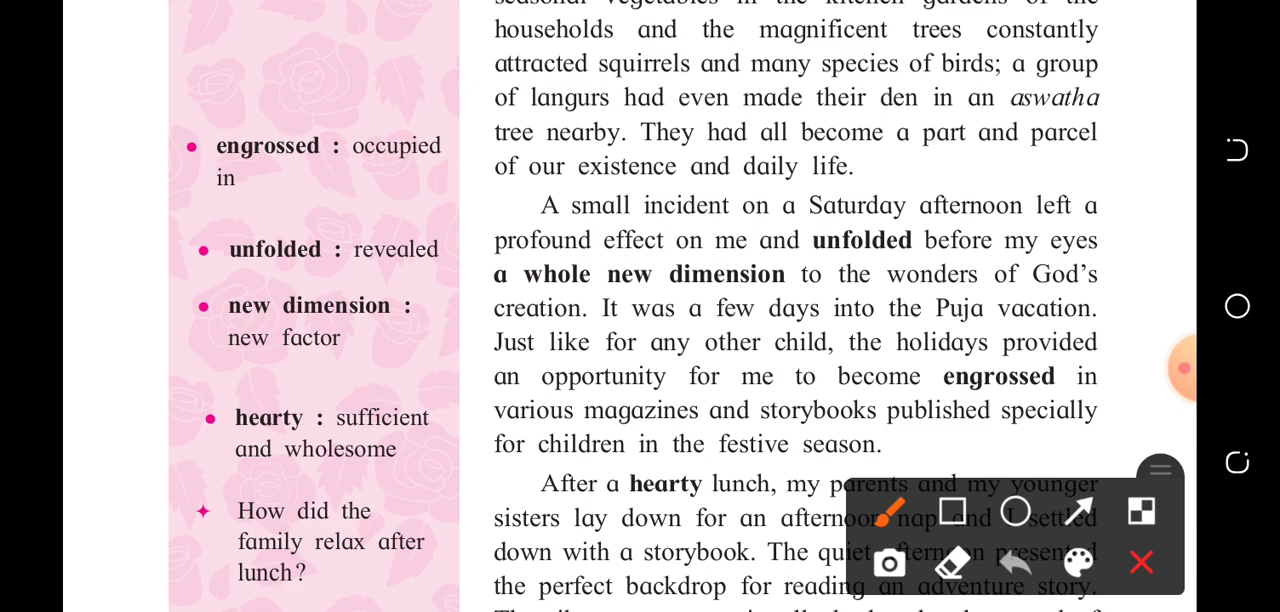 engrossed : occupied
in
unfolded : revealed
new dimension :
new factor
hearty : sufficient
and wholesome
How did the
family relax after
lunch?
seasonal vegetables in the kitchen gardens of the
households and the magnificent trees constantly
attracted squirrels and many species of birds; a group
of langurs had even made their den in an aswatha
tree nearby. They had all become a part and parcel
of our existence and daily life.
A small incident on a Saturday afternoon left a
profound effect on me and unfolded before my eyes
a whole new dimension to the wonders of God's
creation. It was a few days into the Puja vacation.
Just like for any other child, the holidays provided
an opportunity for me to become engrossed in
various magazines and storybooks published specially
for children in the festive season.
After a hearty lunch, my parents and my younger
sisters lay down for an afternoon nap and I settled
down with a storybook. The quiet afternoon presented
the perfect backdrop for reading an adventure story.